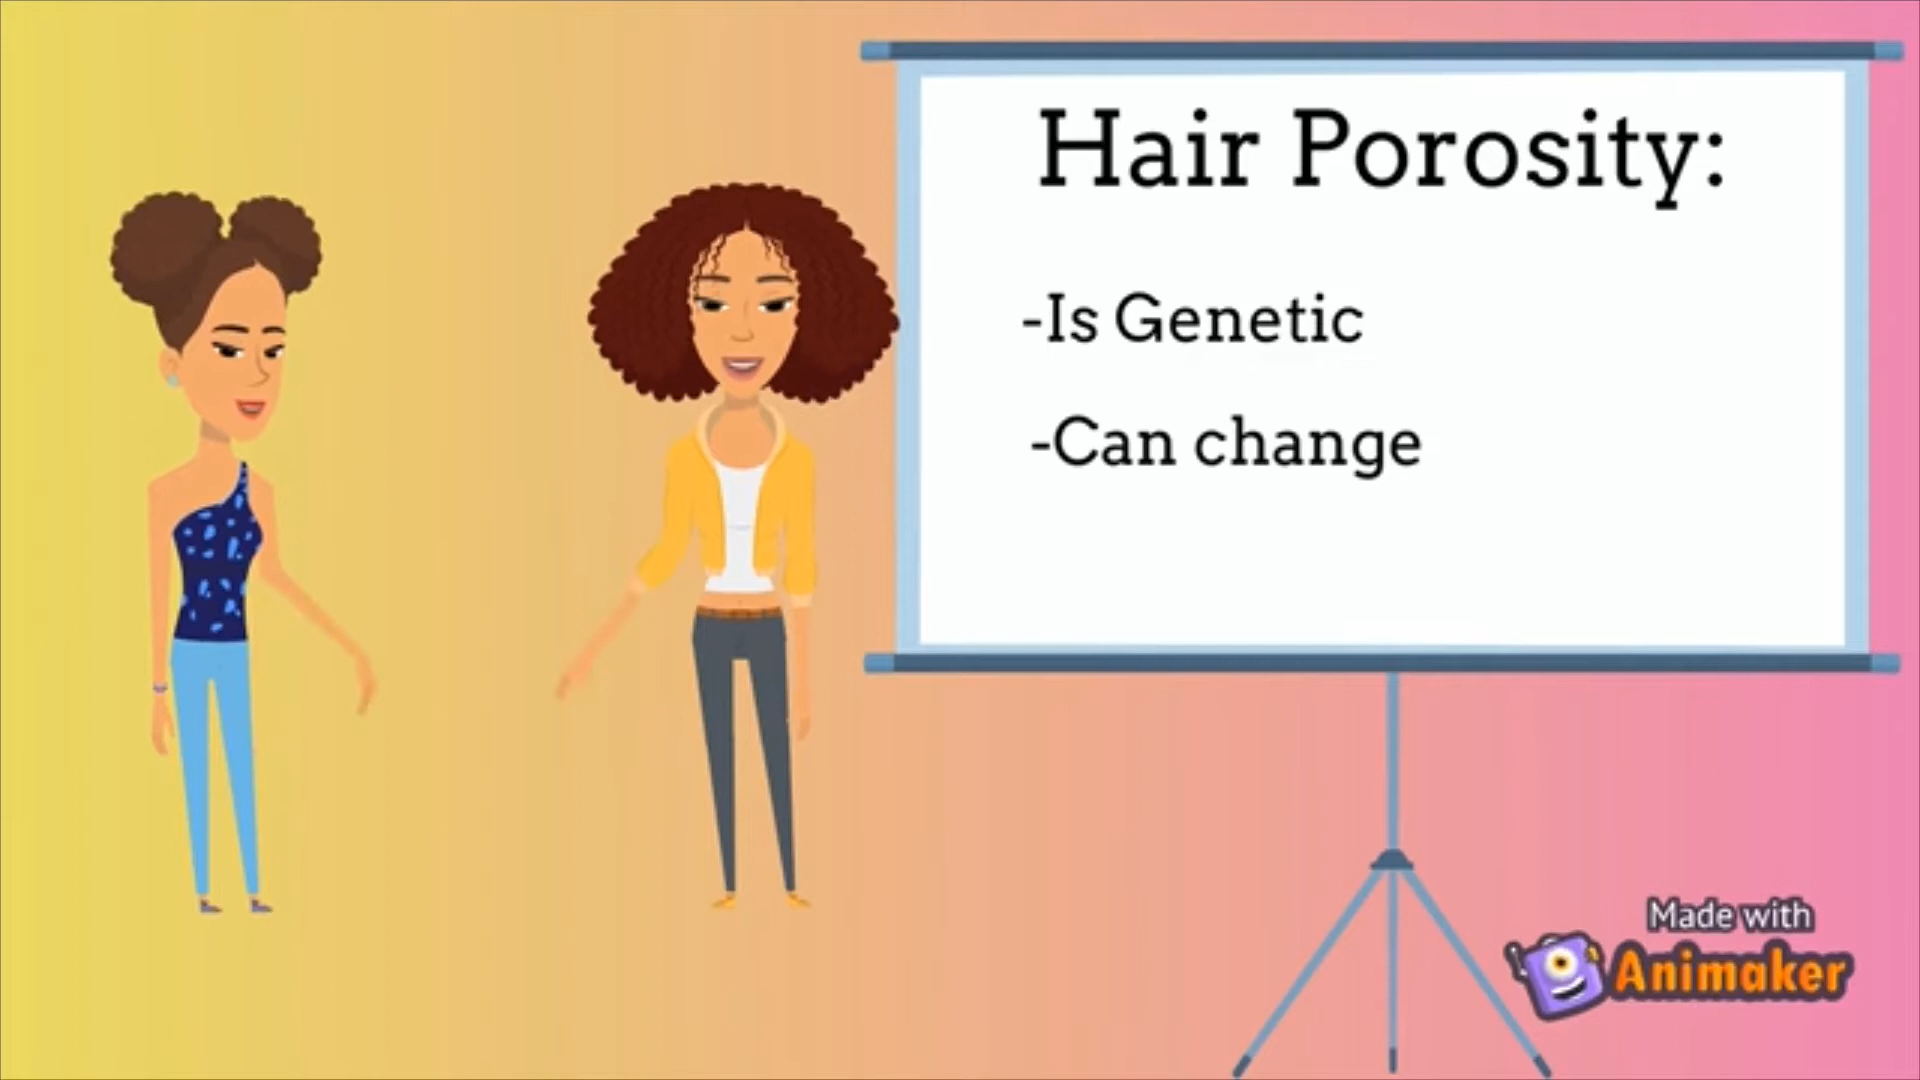 Hair Porosity:
-Is Genetic
-Can change
Made with
Animaker